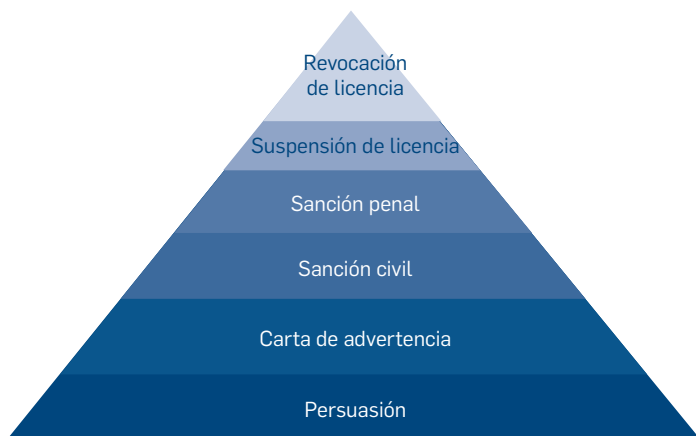 Revocación
de licencia
Suspensión de licencia
Sanción penal
Sanción civil
Carta de advertencia
Persuasión